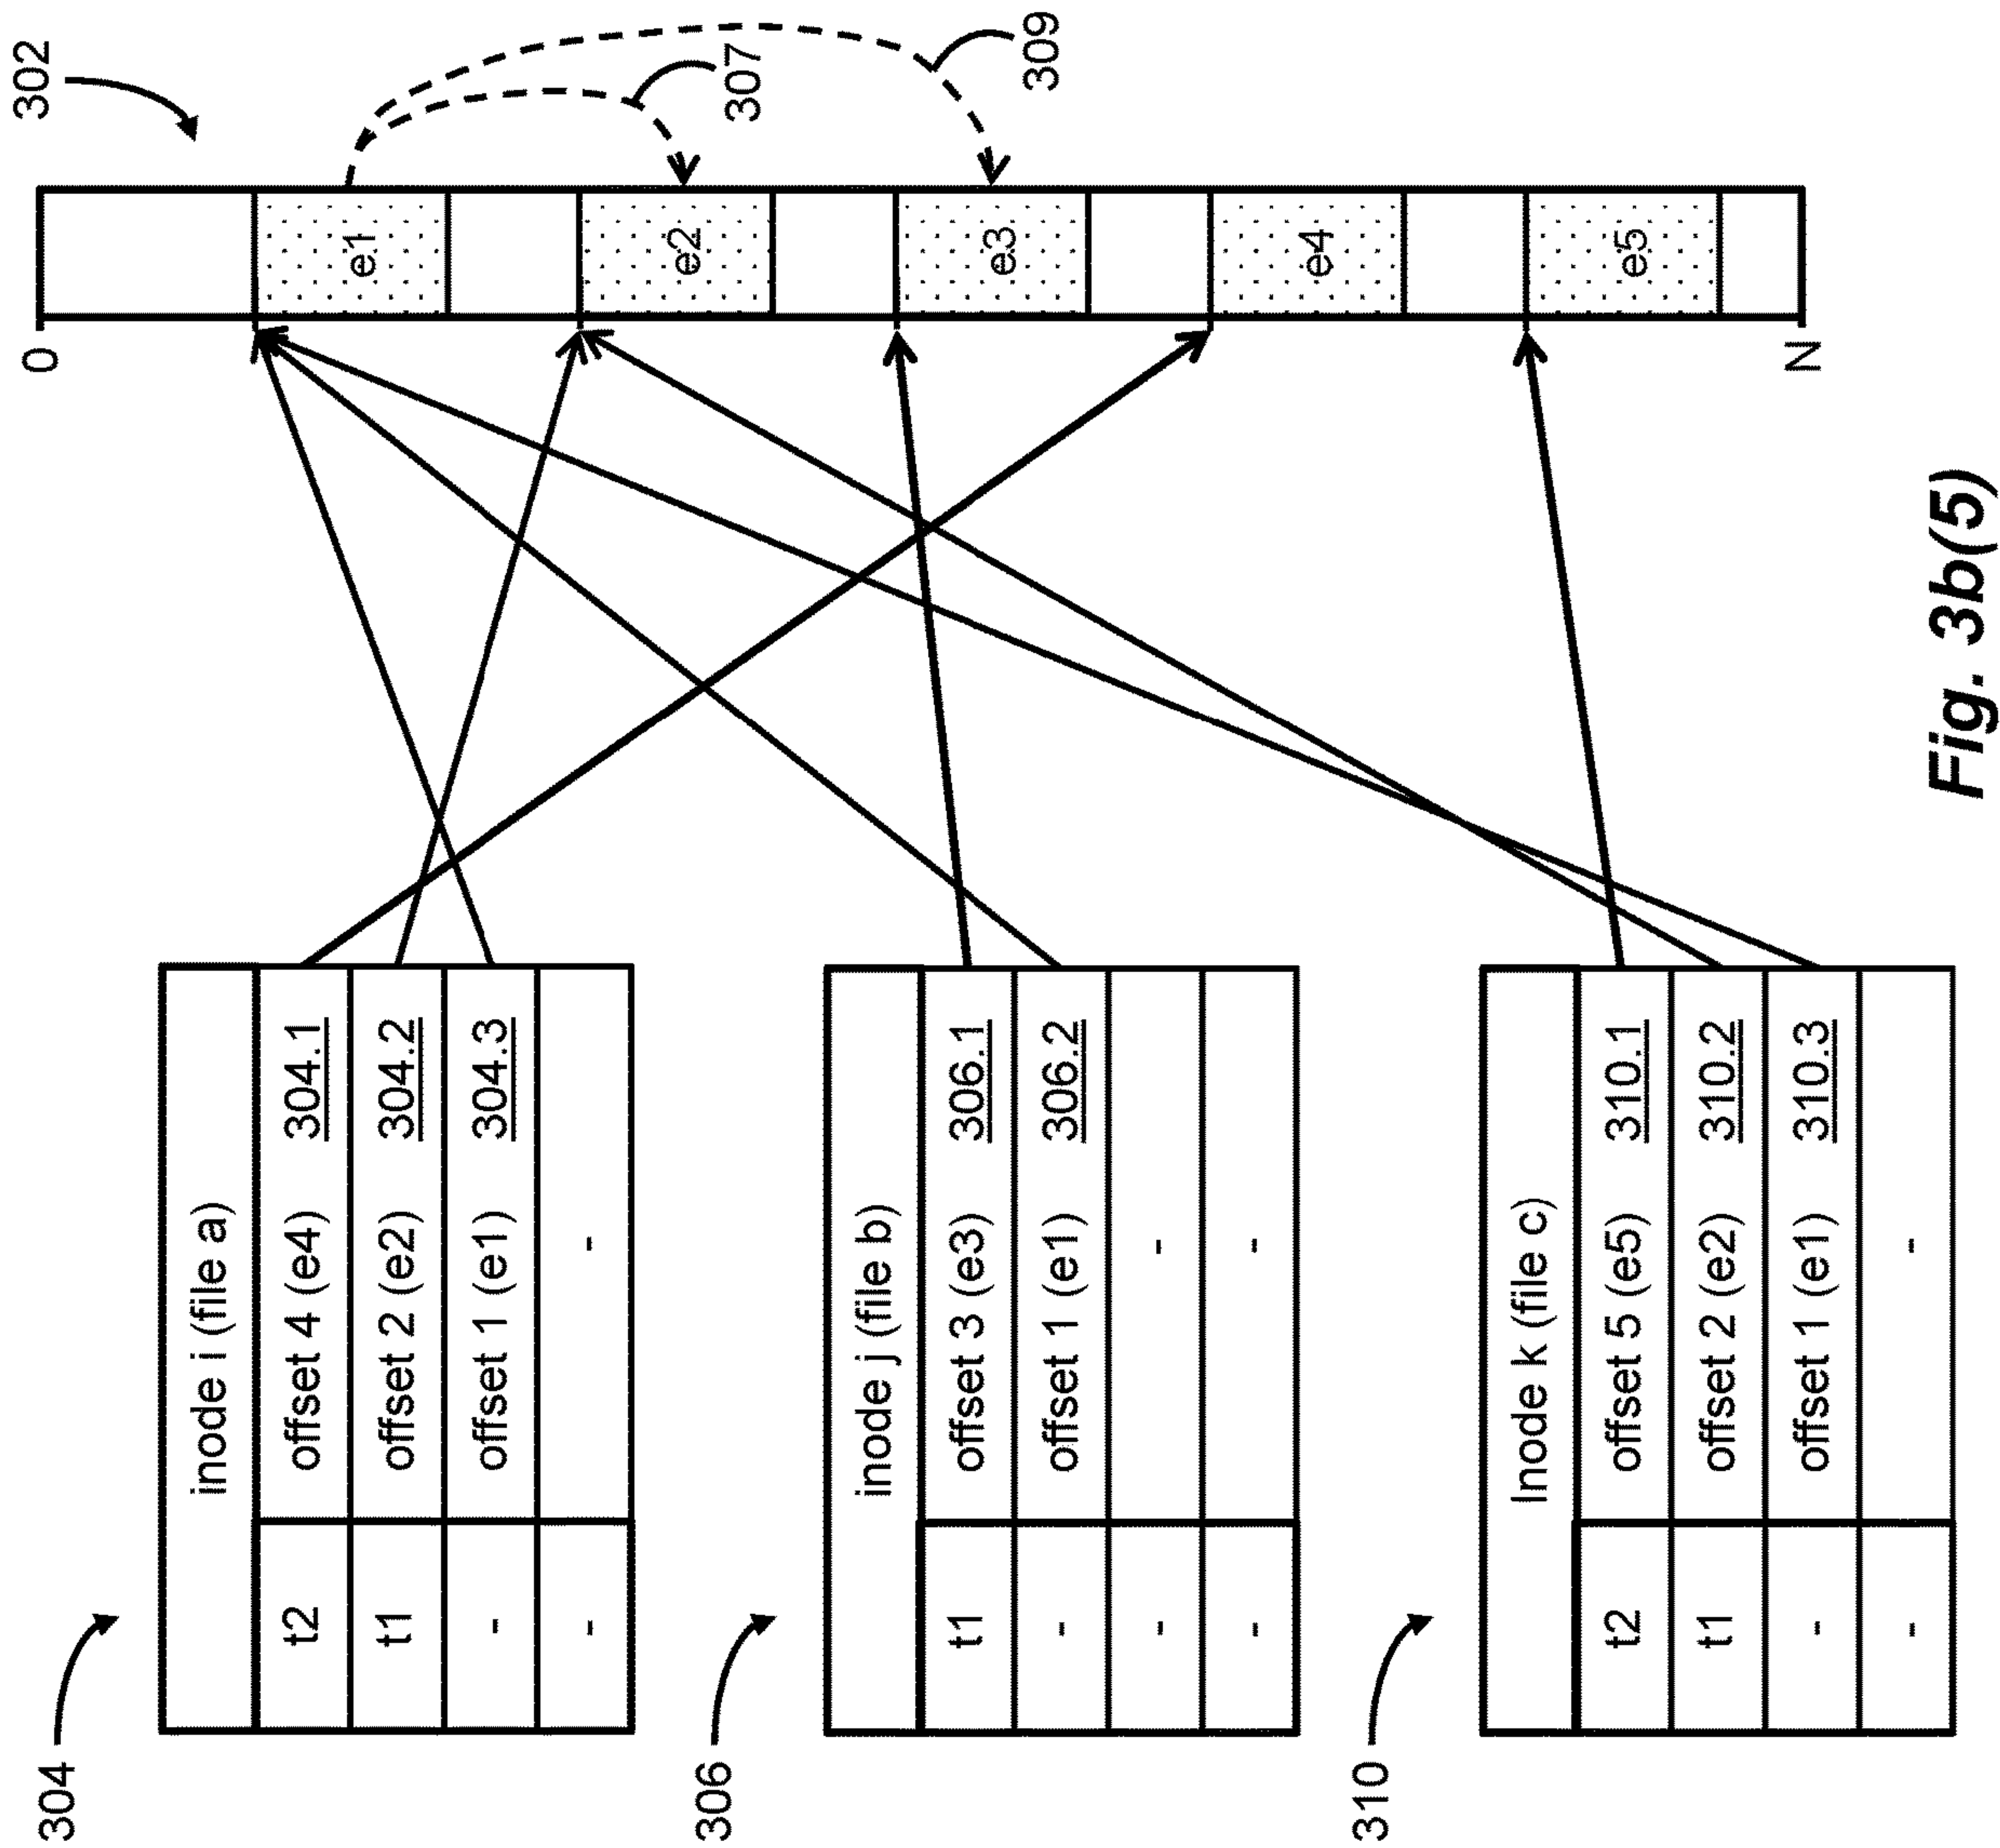 304
inode i (file a)
t2 offset 4 (e4) 304.1
t1 offset 2 (e2) 304.2
- offset 1 (e1) 304.3
- -
306
inode j (file b)
t1 offset 3 (e3) 306.1
- offset 1 (e1) 306.2
- -
- -
310
Inode k (file c)
t2 offset 5 (e5) 310.1
t1 offset 2 (e2) 310.2
- offset 1 (e1) 310.3
- -
302
0
e1
e2
e3
e4
e5
N
307
309
Fig. 3b(5)